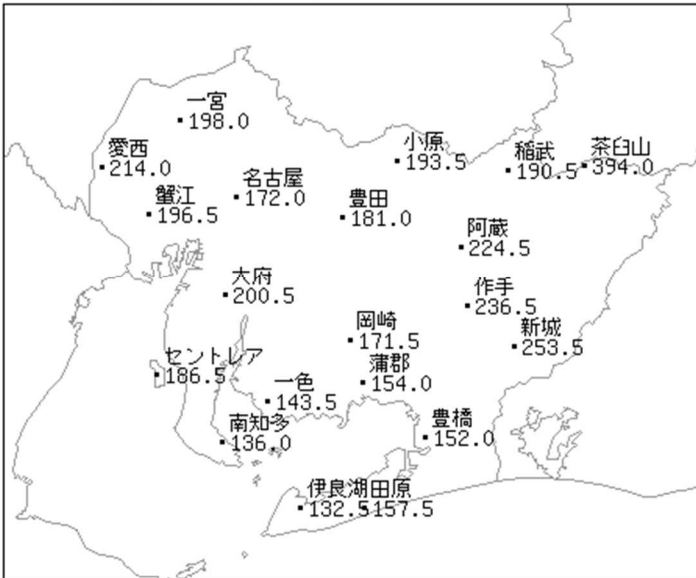 一宮
198.0
愛西
214.0
蟹江
196.5
名古屋
172.0
小原
193.5
稲武
190.5
茶臼山
394.0
豊田
181.0
阿蔵
224.5
大府
200.5
作手
236.5
岡崎
171.5
新城
253.5
セントレア
186.5
蒲郡
154.0
一色
143.5
南知多
136.0
豊橋
152.0
伊良湖
132.5
田原
157.5